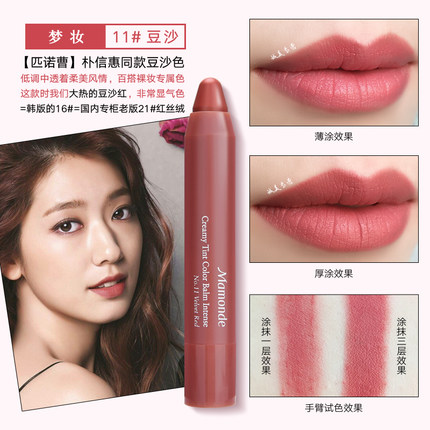 梦妆
11# 豆沙
【匹诺曹】朴信惠同款豆沙色
低调中透着柔美风情，百搭裸妆专属色
这款时我们大热的豆沙红，非常显气色
=韩版的16#=国内专柜老版21#红丝绒
Mamonde
Creamy Tint Color Balm Intense
No.11 Velvet Red
薄涂效果
厚涂效果
涂抹一层效果
涂抹三层效果
手臂试色效果